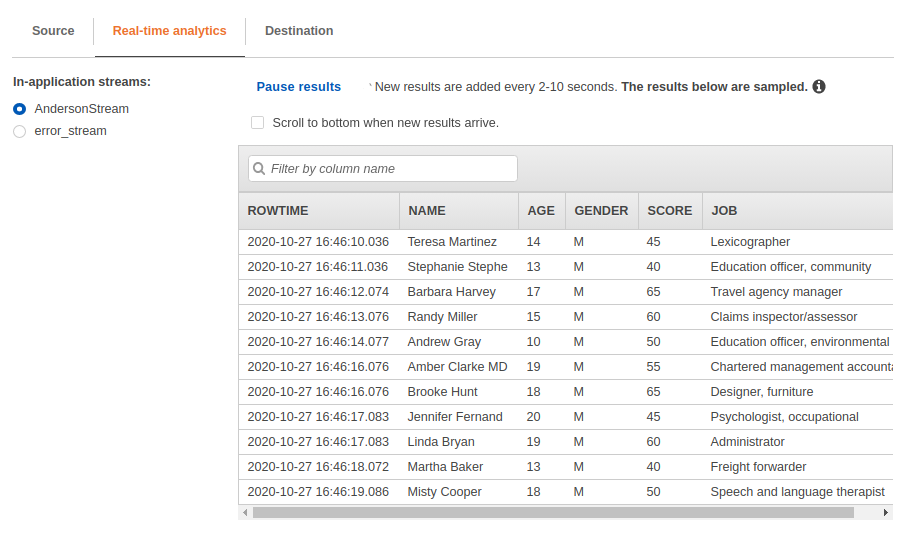 Source Real-time analytics Destination
In-application streams:
AndersonStream
error_stream
Pause results New results are added every 2-10 seconds. The results below are sampled.
Scroll to bottom when new results arrive.
Filter by column name
ROWTIME NAME AGE GENDER SCORE JOB
2020-10-27 16:46:10.036 Teresa Martinez 14 M 45 Lexicographer
2020-10-27 16:46:11.036 Stephanie Stephe 13 M 40 Education officer, community
2020-10-27 16:46:12.074 Barbara Harvey 17 M 65 Travel agency manager
2020-10-27 16:46:13.076 Randy Miller 15 M 60 Claims inspector/assessor
2020-10-27 16:46:14.077 Andrew Gray 10 M 50 Education officer, environmental
2020-10-27 16:46:16.076 Amber Clarke MD 19 M 55 Chartered management accounta
2020-10-27 16:46:16.076 Brooke Hunt 18 M 65 Designer, furniture
2020-10-27 16:46:17.083 Jennifer Fernand 20 M 45 Psychologist, occupational
2020-10-27 16:46:17.083 Linda Bryan 19 M 60 Administrator
2020-10-27 16:46:18.072 Martha Baker 13 M 40 Freight forwarder
2020-10-27 16:46:19.086 Misty Cooper 18 M 50 Speech and language therapist